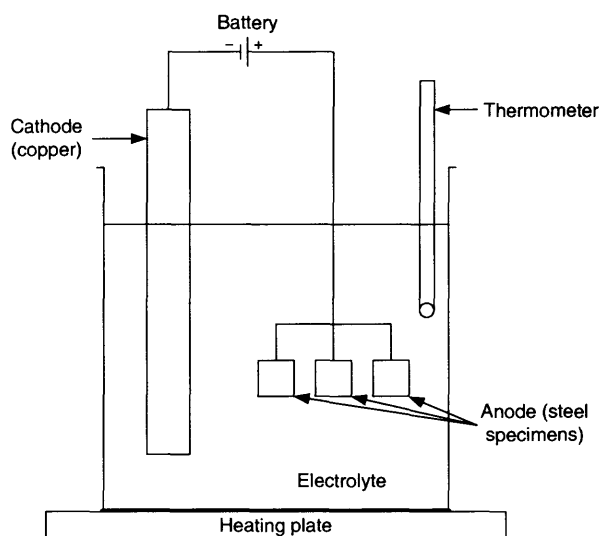 Battery
− +
Cathode
(copper)
Thermometer
Anode (steel
specimens)
Electrolyte
Heating plate